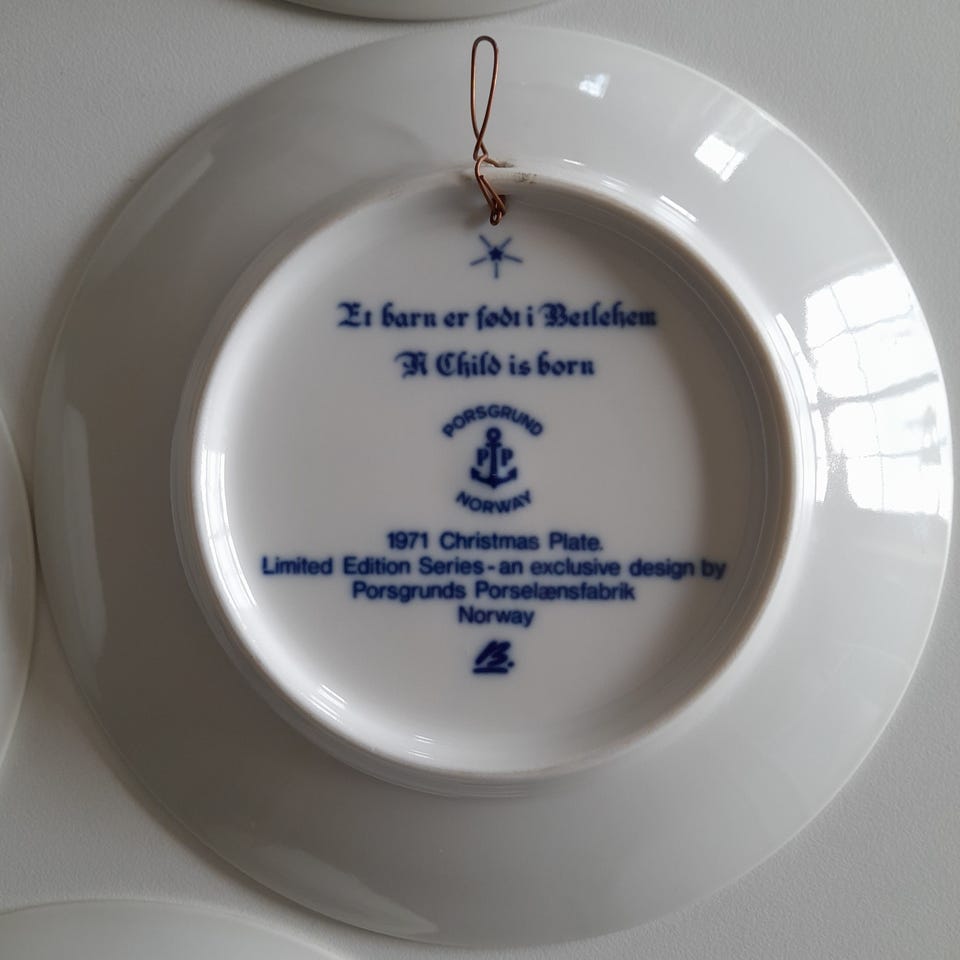 Et barn er født i Betlehem
A Child is born
PORSGRUND
P P
NORWAY
1971 Christmas Plate.
Limited Edition Series - an exclusive design by
Porsgrunds Porselænsfabrik
Norway
B.